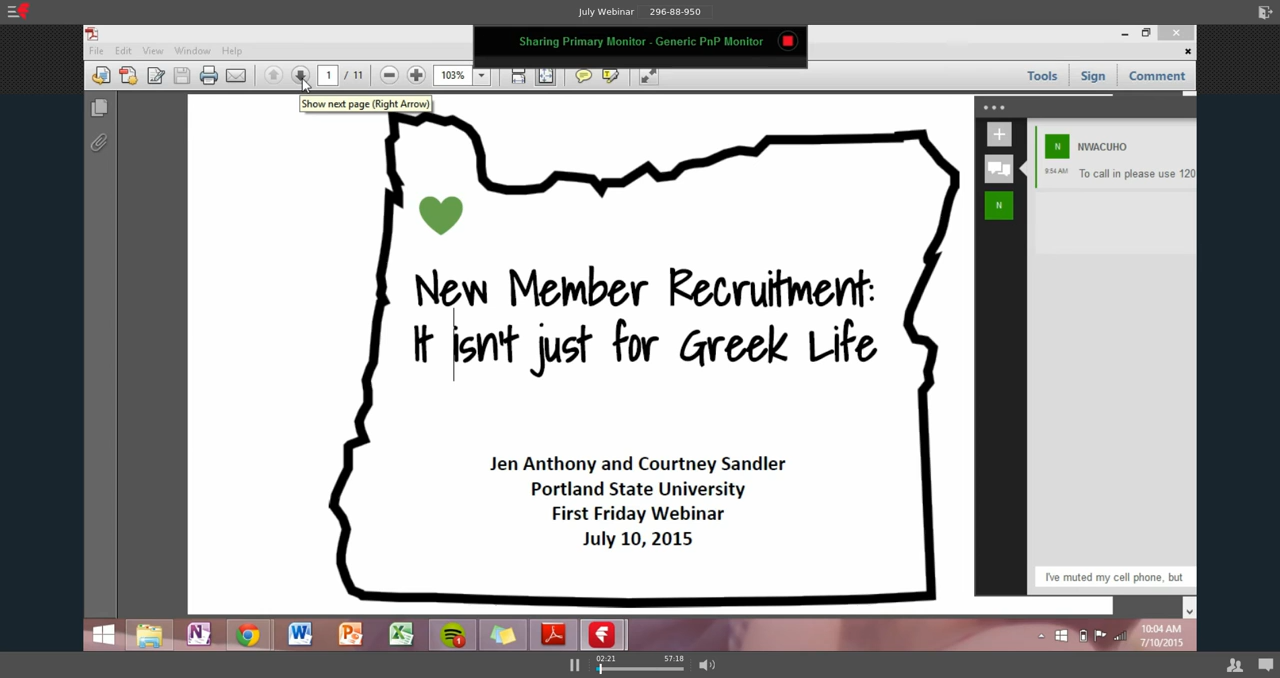 July Webinar 296-88-950
Sharing Primary Monitor - Generic PnP Monitor
File Edit View Window Help
1 / 11 103% Tools Sign Comment
Show next page (Right Arrow)
N NWACUHO
8:54 AM To call in please use 120
N
New Member Recruitment:
It isn't just for Greek Life
Jen Anthony and Courtney Sandler
Portland State University
First Friday Webinar
July 10, 2015
I've muted my cell phone, but
10:04 AM
7/10/2015
02:21 57:18